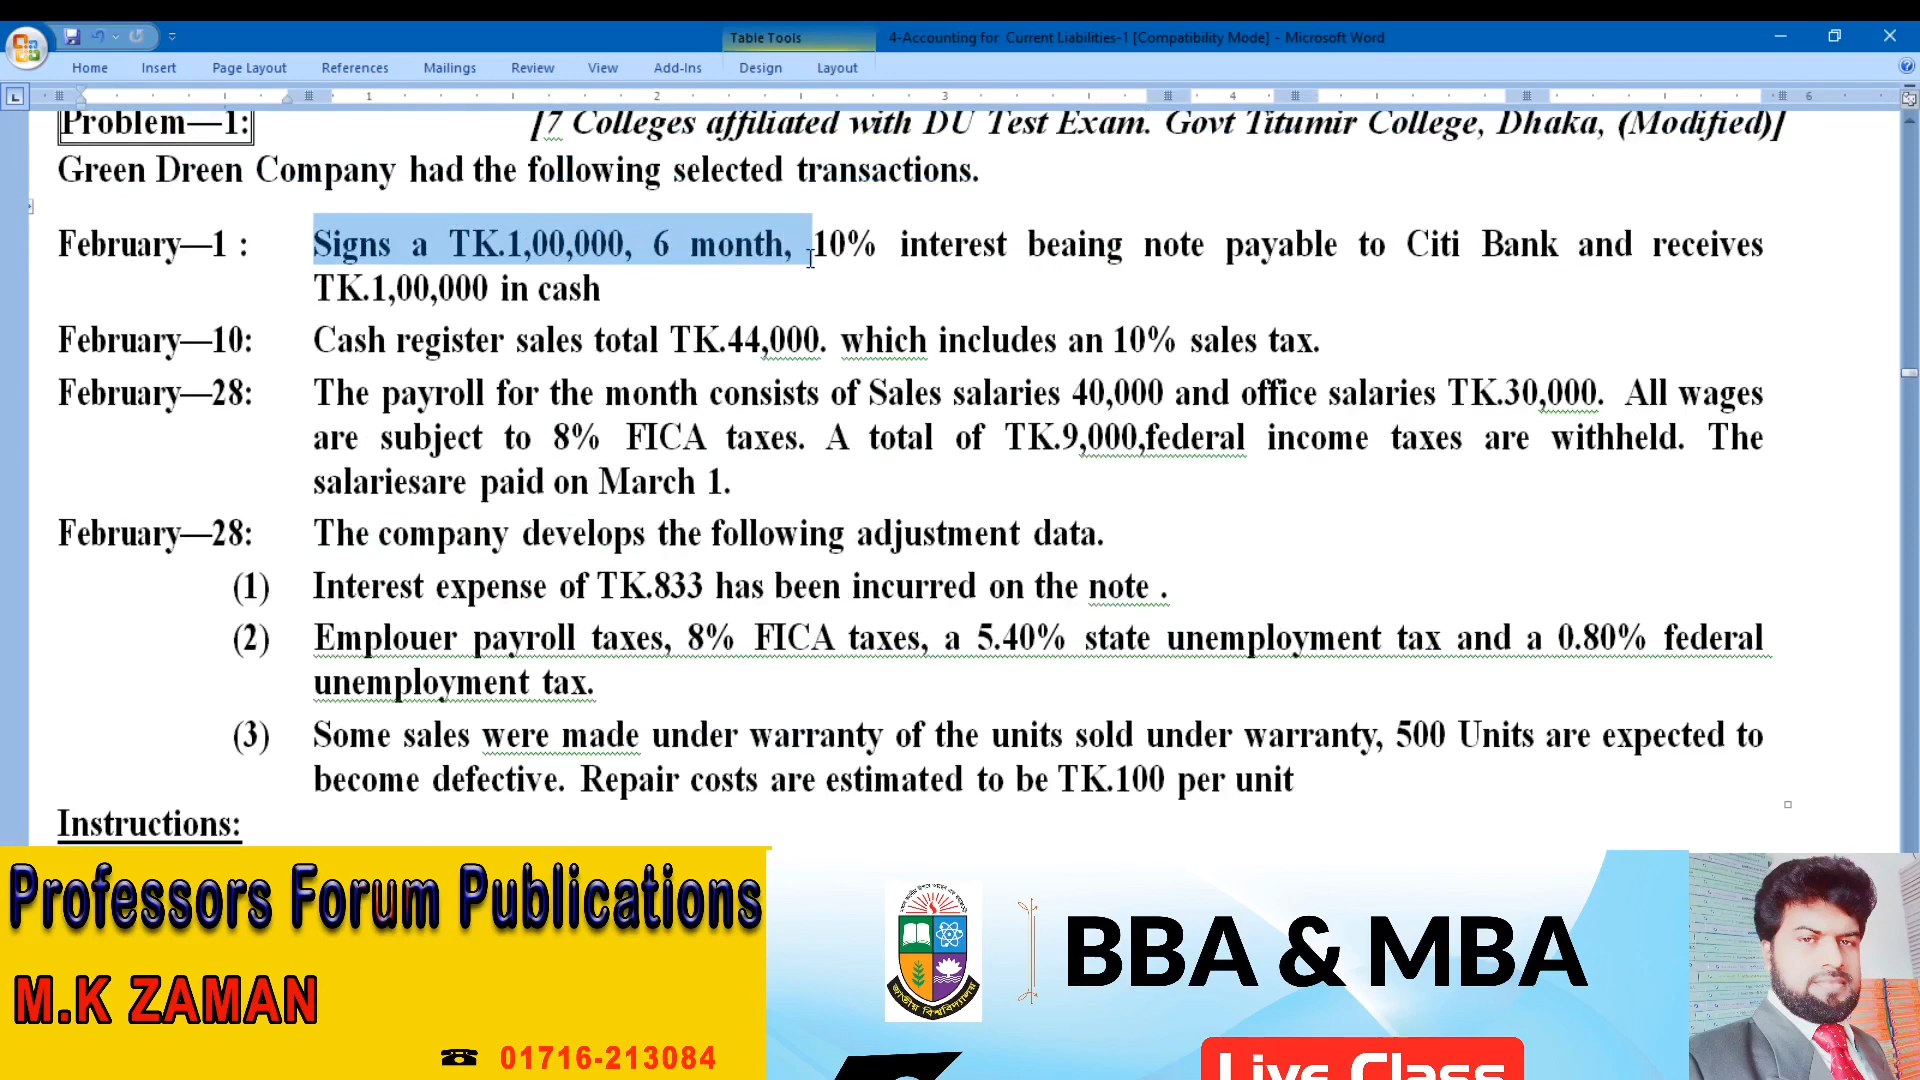 Table Tools
4-Accounting for Current Liabilities-1 [Compatibility Mode] - Microsoft Word
Home Insert Page Layout References Mailings Review View Add-Ins Design Layout
1 2 3 4 5 6
Problem—1: [7 Colleges affiliated with DU Test Exam. Govt Titumir College, Dhaka, (Modified)]
Green Dreen Company had the following selected transactions.
February—1 : Signs a TK.1,00,000, 6 month, 10% interest beaing note payable to Citi Bank and receives
TK.1,00,000 in cash
February—10: Cash register sales total TK.44,000. which includes an 10% sales tax.
February—28: The payroll for the month consists of Sales salaries 40,000 and office salaries TK.30,000. All wages
are subject to 8% FICA taxes. A total of TK.9,000,federal income taxes are withheld. The
salariesare paid on March 1.
February—28: The company develops the following adjustment data.
(1) Interest expense of TK.833 has been incurred on the note .
(2) Emplouer payroll taxes, 8% FICA taxes, a 5.40% state unemployment tax and a 0.80% federal
unemployment tax.
(3) Some sales were made under warranty of the units sold under warranty, 500 Units are expected to
become defective. Repair costs are estimated to be TK.100 per unit
Instructions:
Professors Forum Publications
M.K ZAMAN
☎ 01716-213084
BBA & MBA
Live Class
জাতীয় বিশ্ববিদ্যালয়